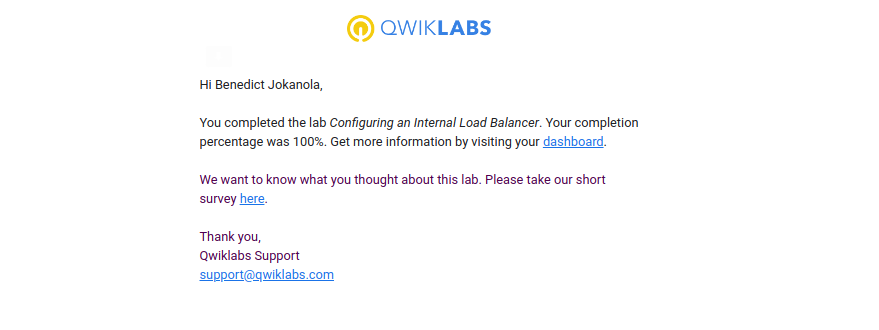 QWIKLABS
Hi Benedict Jokanola,
You completed the lab Configuring an Internal Load Balancer. Your completion
percentage was 100%. Get more information by visiting your dashboard.
We want to know what you thought about this lab. Please take our short
survey here.
Thank you,
Qwiklabs Support
support@qwiklabs.com